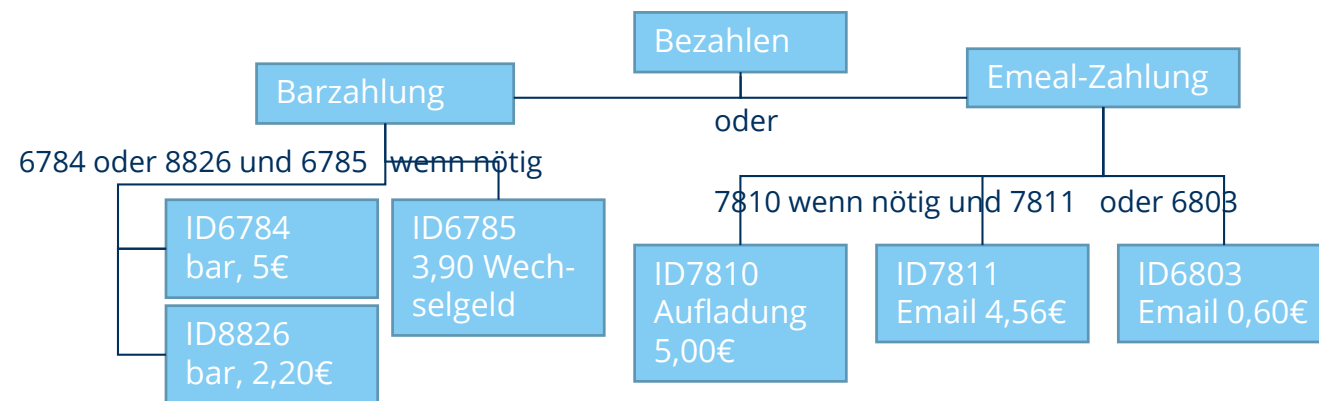 Bezahlen
Barzahlung
Emeal-Zahlung
oder
6784 oder 8826 und 6785 wenn nötig
7810 wenn nötig und 7811 oder 6803
ID6784
bar, 5€
ID8826
bar, 2,20€
ID6785
3,90 Wech-
selgeld
ID7810
Aufladung
5,00€
ID7811
Email 4,56€
ID6803
Email 0,60€